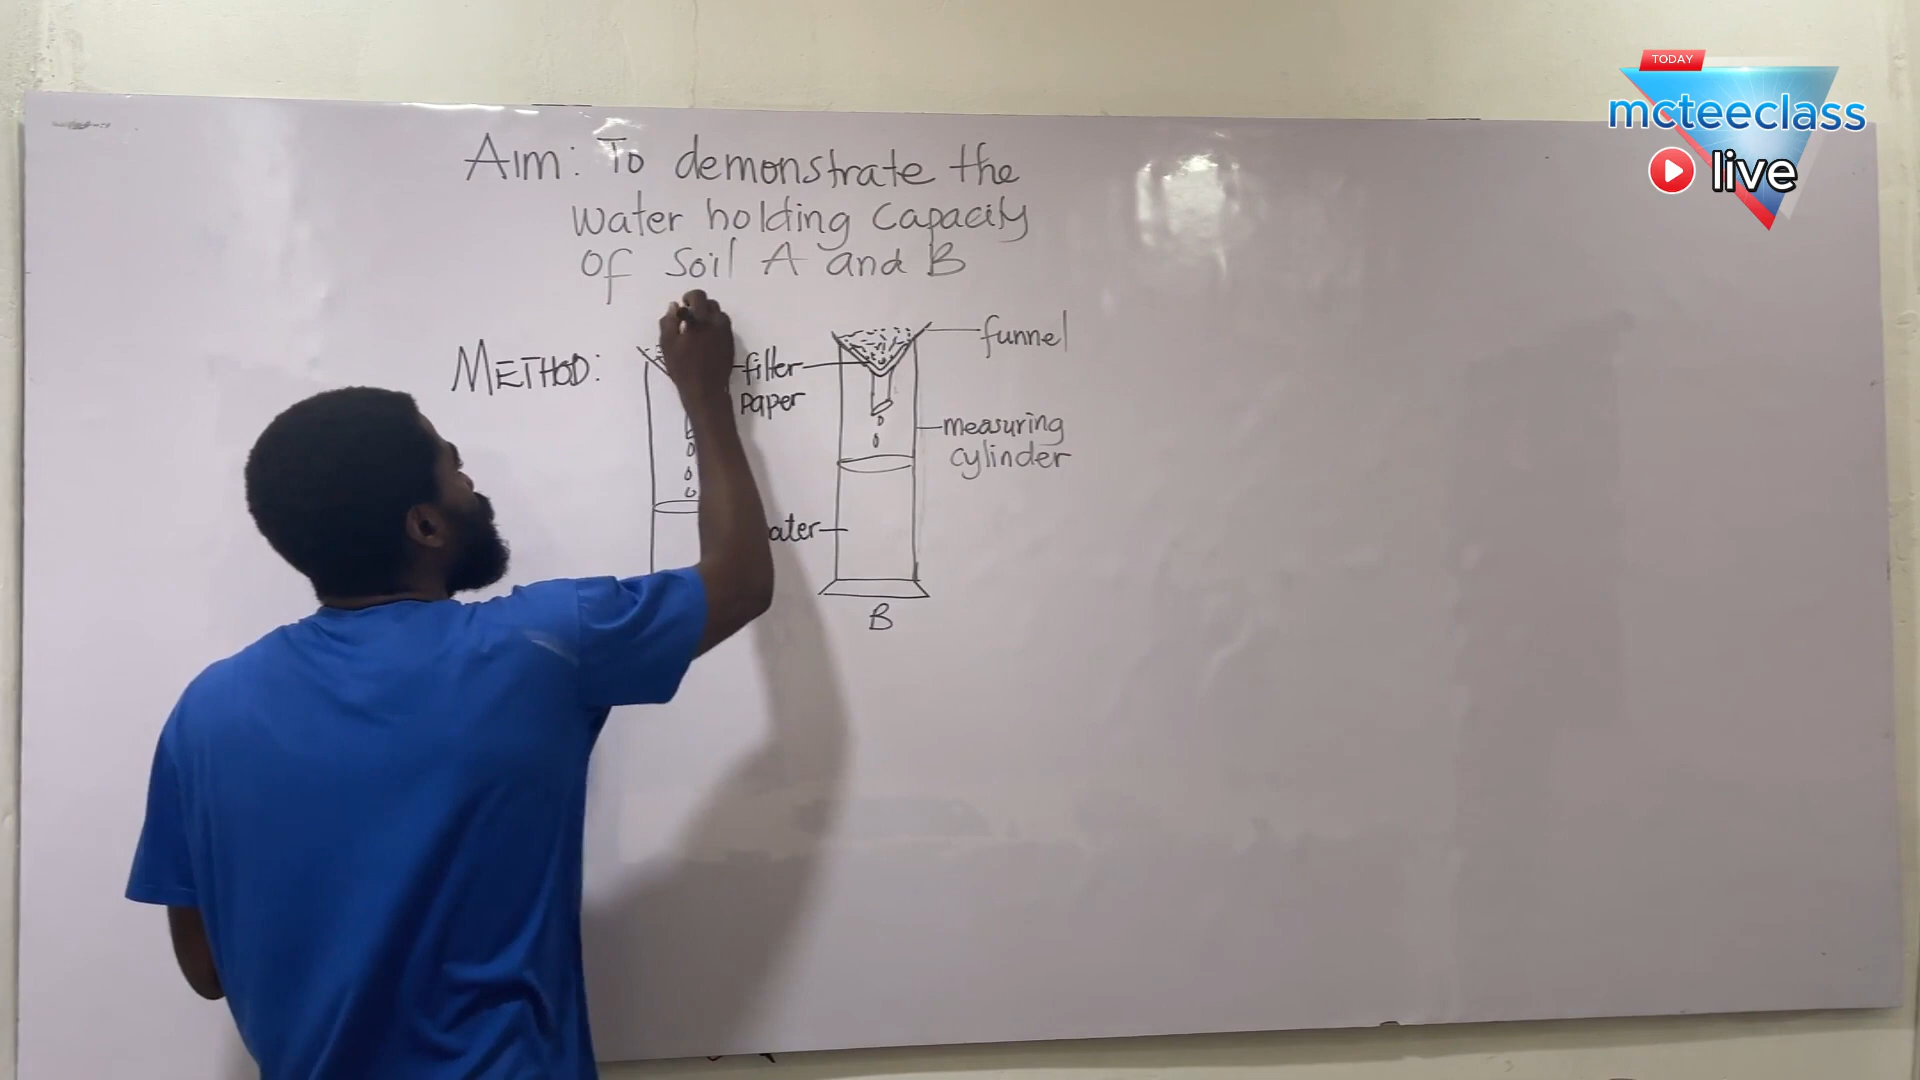 TODAY
mcteeclass
live
AIM: To demonstrate the
water holding capacity
of soil A and B
METHOD:
funnel
filter
paper
measuring
cylinder
ater
B